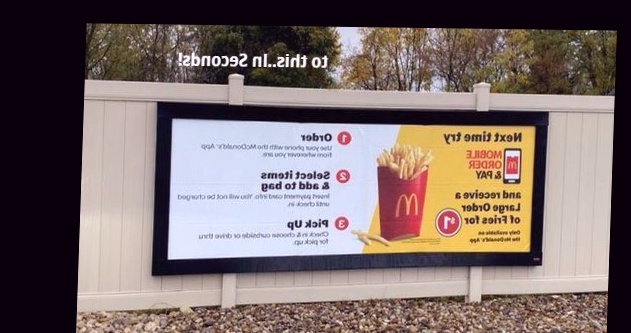 to this..In Seconds!
Next time try
MOBILE
ORDER
& PAY
and receive a
Large Order
of Fries for $1
Only available on
the McDonald's App
1 Order
Use your phone with the McDonald's App
from wherever you are.
2 Select items
& add to bag
Insert payment card info. You will not be charged
until check-in.
3 Pick Up
Check in & choose curbside or drive thru
for pick up.